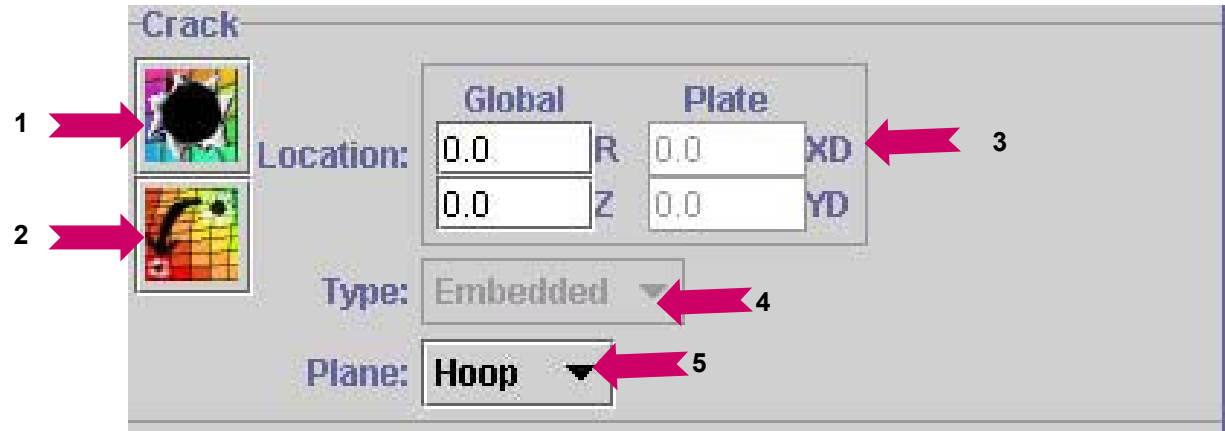 Crack
Global Plate
1 Location: 0.0 R 0.0 XD 3
2 0.0 Z 0.0 YD
Type: Embedded 4
Plane: Hoop 5